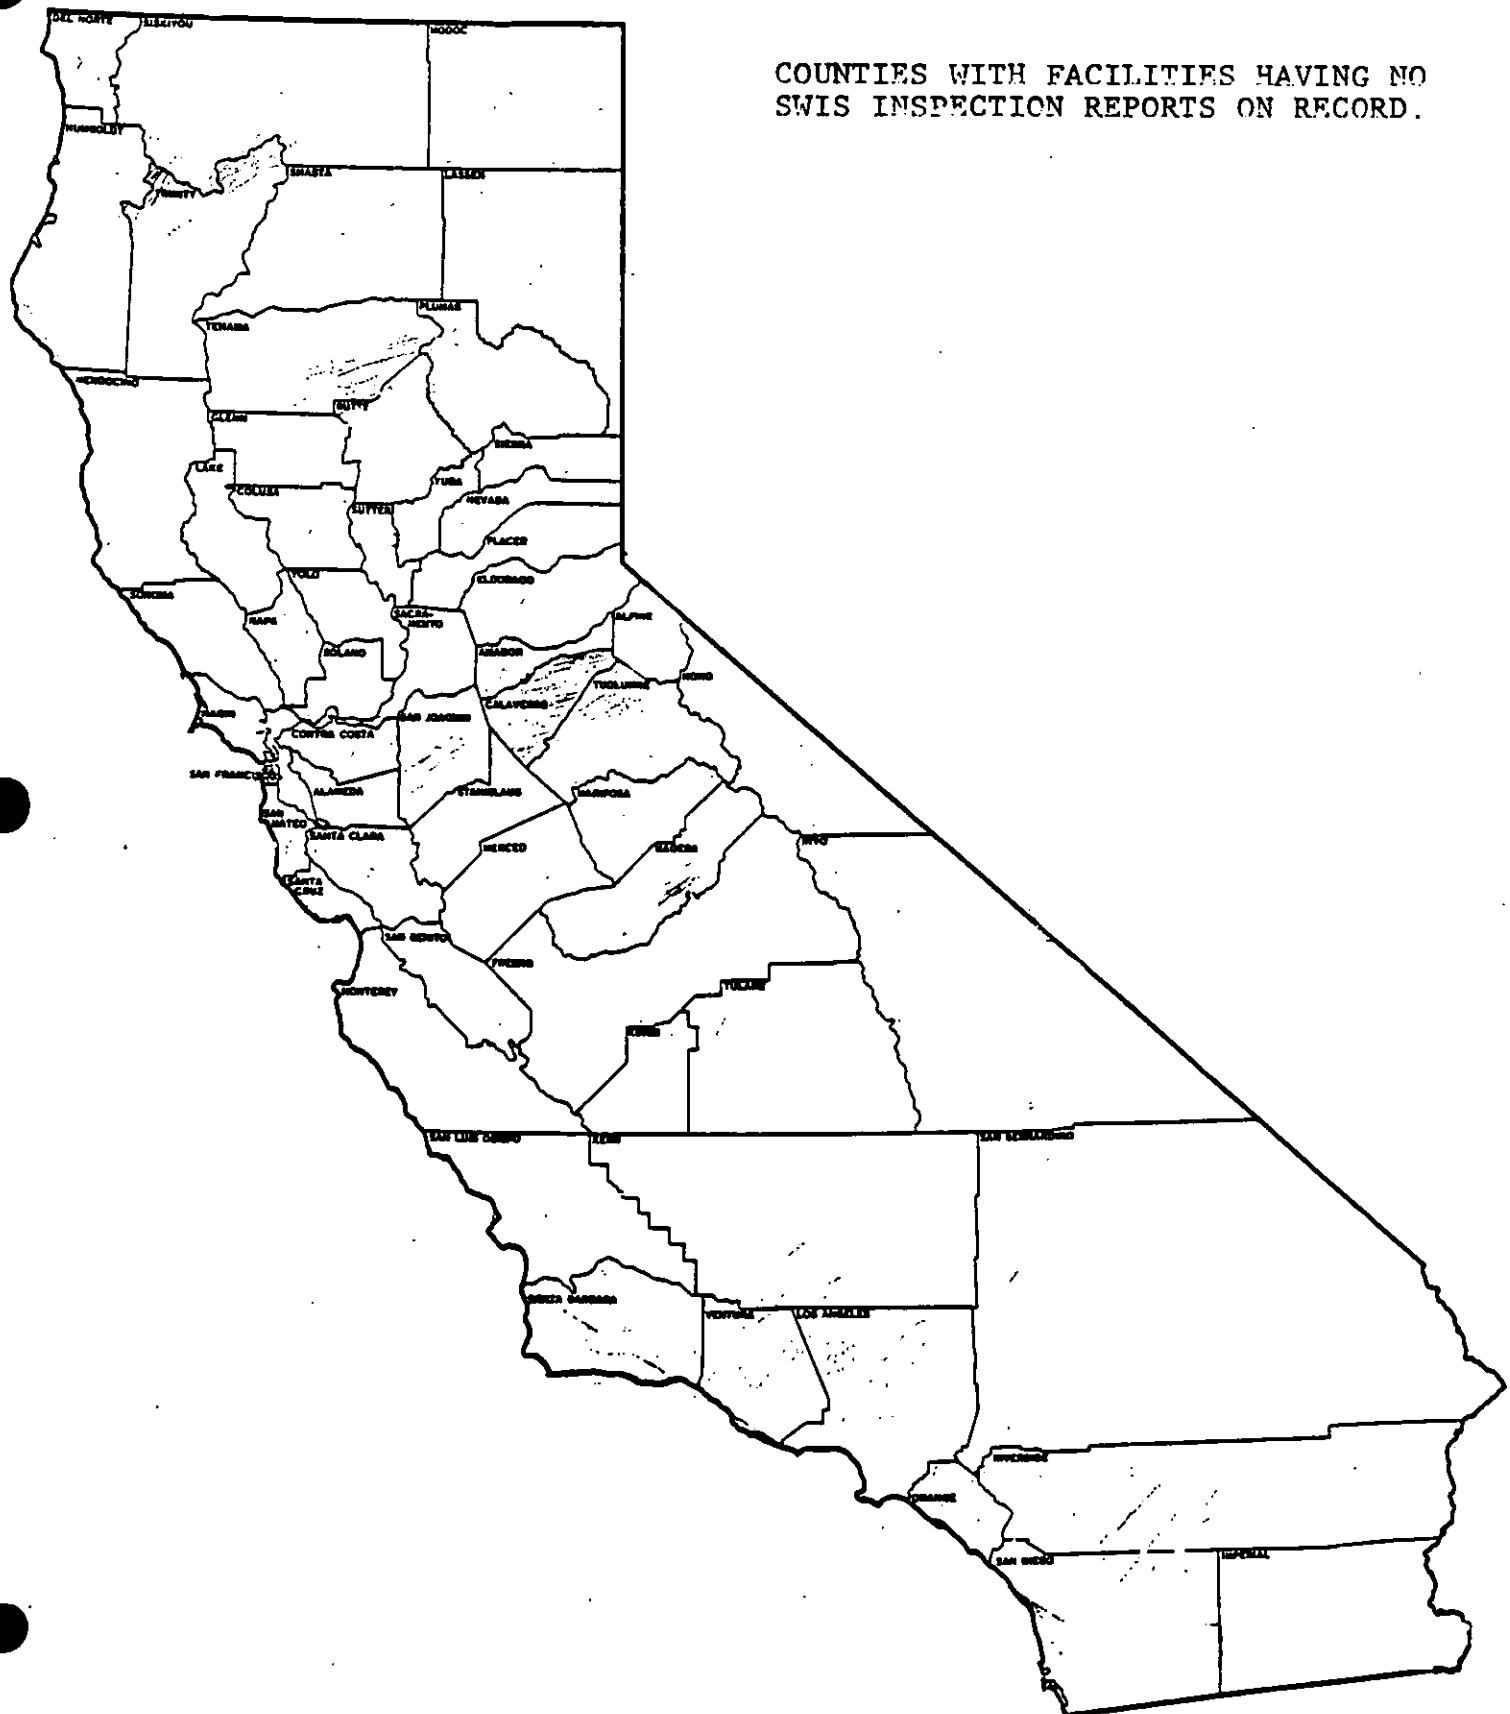 COUNTIES WITH FACILITIES HAVING NO
SWIS INSPECTION REPORTS ON RECORD.
DEL NORTE
SISKIYOU
MODOC
HUMBOLDT
TRINITY
SHASTA
LASSEN
TEHAMA
PLUMAS
MENDOCINO
GLENN
BUTTE
SIERRA
LAKE
COLUSA
YUBA
SUTTER
NEVADA
PLACER
SONOMA
YOLO
ELDORADO
NAPA
SACRA-
MENTO
ALPINE
SOLANO
AMADOR
MARIN
CALAVERAS
TUOLUMNE
MONO
CONTRA COSTA
SAN JOAQUIN
SAN FRANCISCO
ALAMEDA
STANISLAUS
MARIPOSA
SAN
MATEO
SANTA CLARA
MERCED
MADERA
INYO
SANTA
CRUZ
SAN BENITO
FRESNO
MONTEREY
TULARE
KINGS
SAN LUIS OBISPO
KERN
SAN BERNARDINO
SANTA BARBARA
VENTURA
LOS ANGELES
RIVERSIDE
ORANGE
SAN DIEGO
IMPERIAL